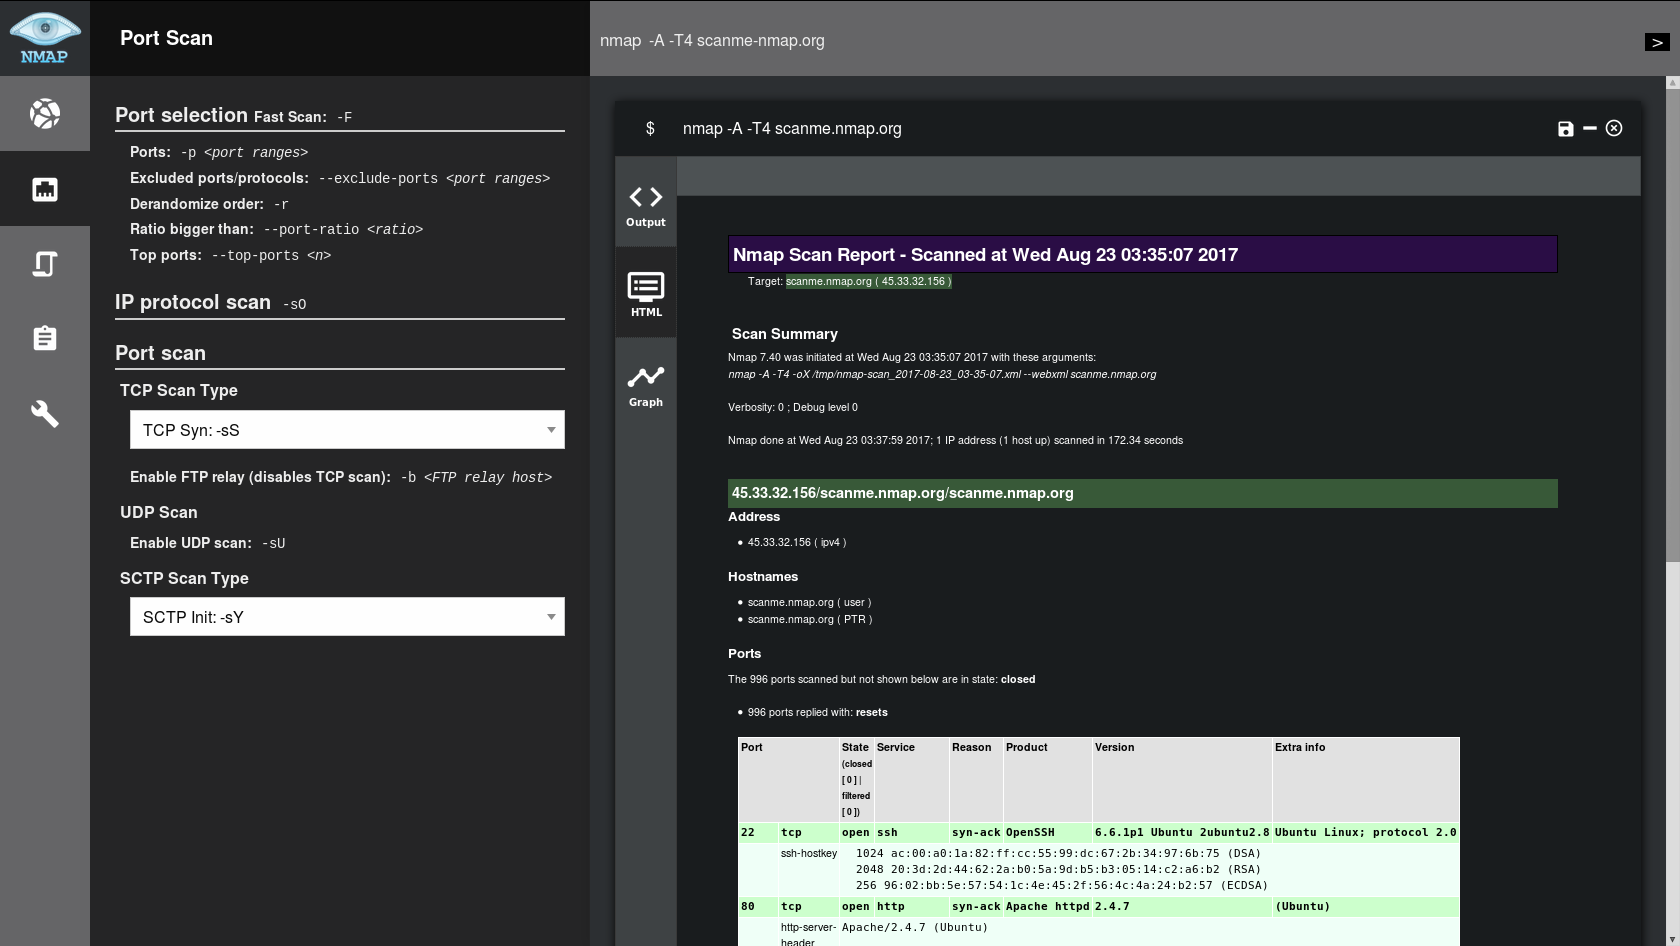 NMAP
Port Scan
nmap  -A -T4 scanme-nmap.org
>
Port selection Fast Scan: -F
Ports: -p <port ranges>
Excluded ports/protocols: --exclude-ports <port ranges>
Derandomize order: -r
Ratio bigger than: --port-ratio <ratio>
Top ports: --top-ports <n>
IP protocol scan -sO
Port scan
TCP Scan Type
TCP Syn: -sS
Enable FTP relay (disables TCP scan): -b <FTP relay host>
UDP Scan
Enable UDP scan: -sU
SCTP Scan Type
SCTP Init: -sY
$ nmap -A -T4 scanme.nmap.org
Output
HTML
Graph
Nmap Scan Report - Scanned at Wed Aug 23 03:35:07 2017
Target: scanme.nmap.org ( 45.33.32.156 )
Scan Summary
Nmap 7.40 was initiated at Wed Aug 23 03:35:07 2017 with these arguments:
nmap -A -T4 -oX /tmp/nmap-scan_2017-08-23_03-35-07.xml --webxml scanme.nmap.org
Verbosity: 0 ; Debug level 0
Nmap done at Wed Aug 23 03:37:59 2017; 1 IP address (1 host up) scanned in 172.34 seconds
45.33.32.156/scanme.nmap.org/scanme.nmap.org
Address
• 45.33.32.156 ( ipv4 )
Hostnames
• scanme.nmap.org ( user )
• scanme.nmap.org ( PTR )
Ports
The 996 ports scanned but not shown below are in state: closed
• 996 ports replied with: resets
Port State Service Reason Product Version Extra info
(closed
[ 0 ] |
filtered
[ 0 ])
22 tcp open ssh syn-ack OpenSSH 6.6.1p1 Ubuntu 2ubuntu2.8 Ubuntu Linux; protocol 2.0
ssh-hostkey 1024 ac:00:a0:1a:82:ff:cc:55:99:dc:67:2b:34:97:6b:75 (DSA)
2048 20:3d:2d:44:62:2a:b0:5a:9d:b5:b3:05:14:c2:a6:b2 (RSA)
256 96:02:bb:5e:57:54:1c:4e:45:2f:56:4c:4a:24:b2:57 (ECDSA)
80 tcp open http syn-ack Apache httpd 2.4.7 (Ubuntu)
http-server- Apache/2.4.7 (Ubuntu)
header